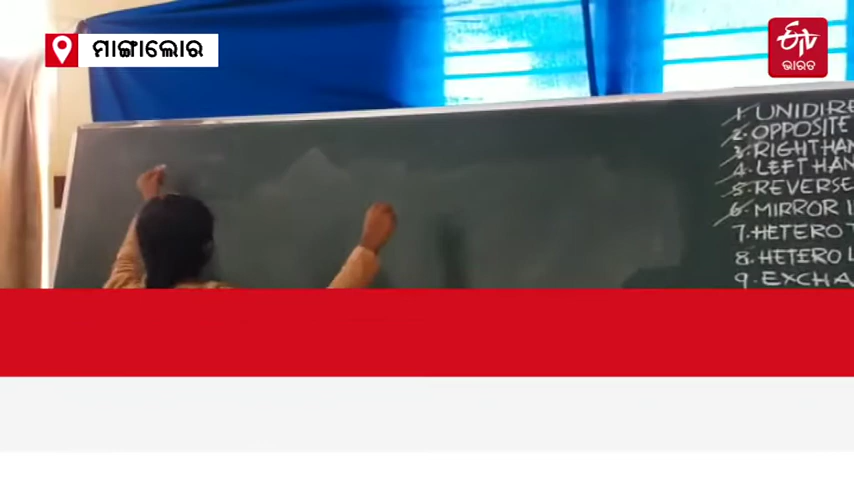 ମାଙ୍ଗାଲୋର
ETV
ଭାରତ
1. UNIDIRE
2. OPPOSITE
3. RIGHT HAN
4. LEFT HAN
5. REVERSE
6. MIRROR I
7. HETERO T
8. HETERO L
9. EXCHA